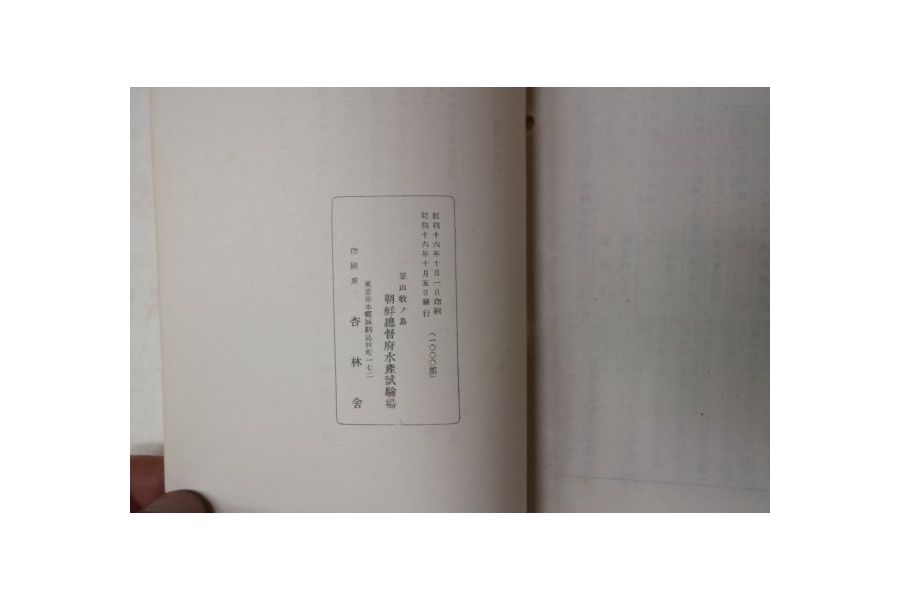 昭和十六年十月一日印刷
昭和十六年十月五日發行
(一〇〇〇部)
釜山牧ノ島
朝鮮總督府水產試驗場
東京市本鄕區駒込林町一七二
印刷所
杏林舍